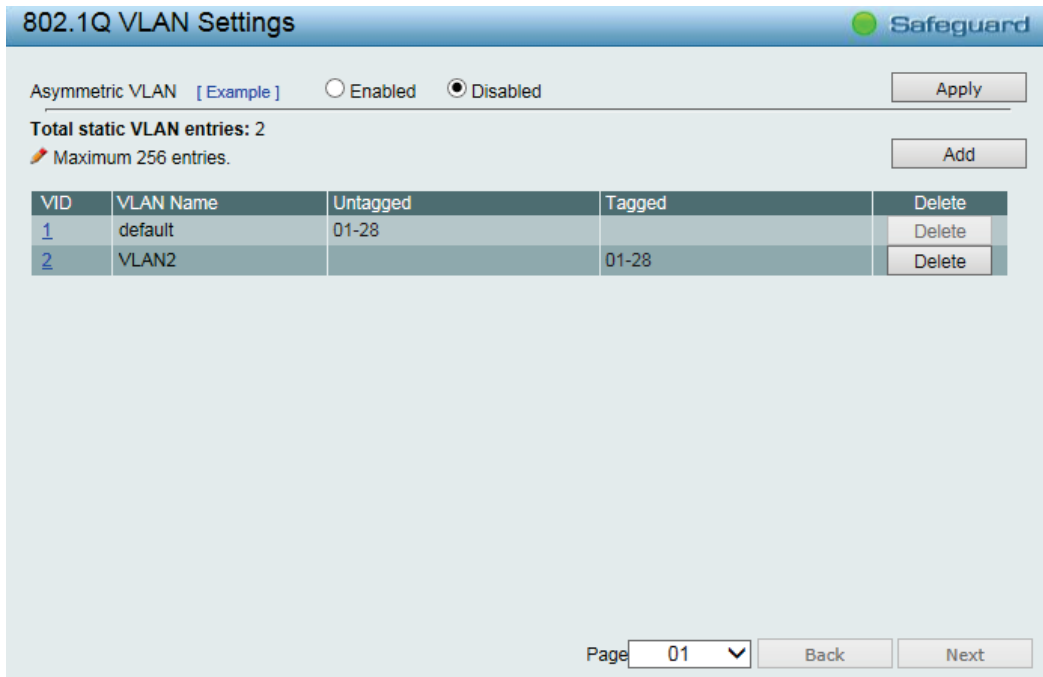 802.1Q VLAN Settings Safeguard
Asymmetric VLAN [ Example ] Enabled Disabled Apply
Total static VLAN entries: 2
Maximum 256 entries. Add
VID VLAN Name Untagged Tagged Delete
1 default 01-28 Delete
2 VLAN2 01-28 Delete
Page 01 Back Next